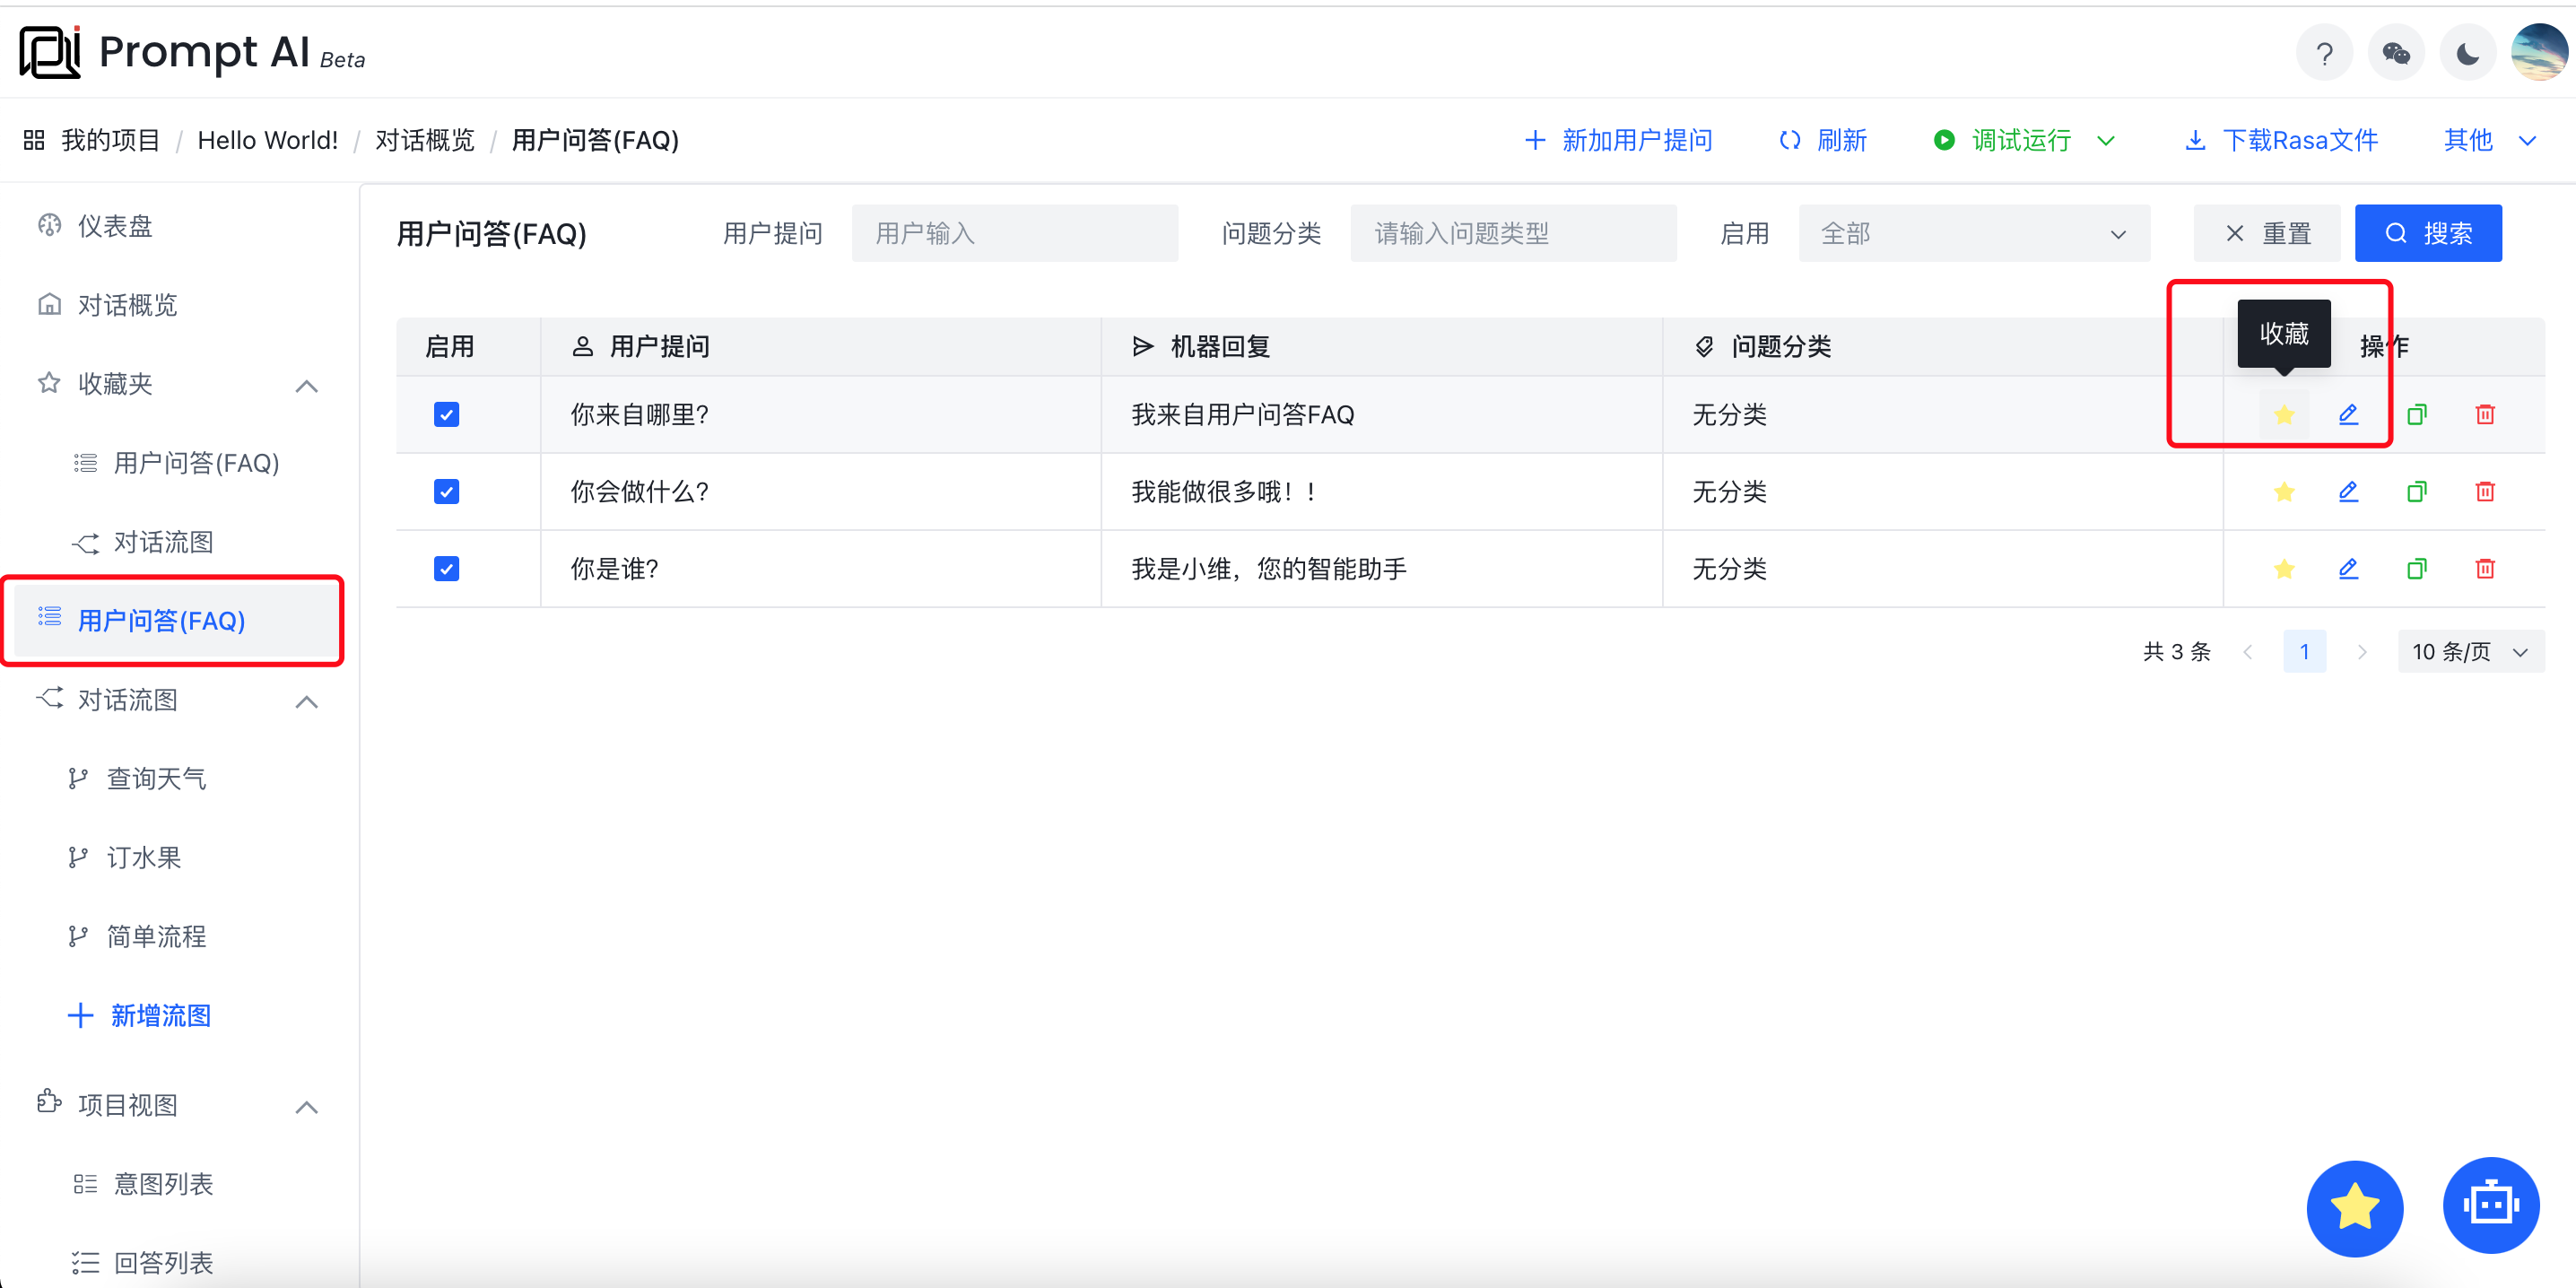 Prompt AI Beta
我的项目 / Hello World! / 对话概览 / 用户问答(FAQ)
新加用户提问 刷新 调试运行 下载Rasa文件 其他
仪表盘
对话概览
收藏夹
用户问答(FAQ)
对话流图
用户问答(FAQ)
对话流图
查询天气
订水果
简单流程
新增流图
项目视图
意图列表
回答列表
用户问答(FAQ) 用户提问 用户输入 问题分类 请输入问题类型 启用 全部 重置 搜索
收藏
启用 用户提问 机器回复 问题分类 操作
你来自哪里? 我来自用户问答FAQ 无分类
你会做什么? 我能做很多哦！！ 无分类
你是谁? 我是小维，您的智能助手 无分类
共 3 条 1 10 条/页